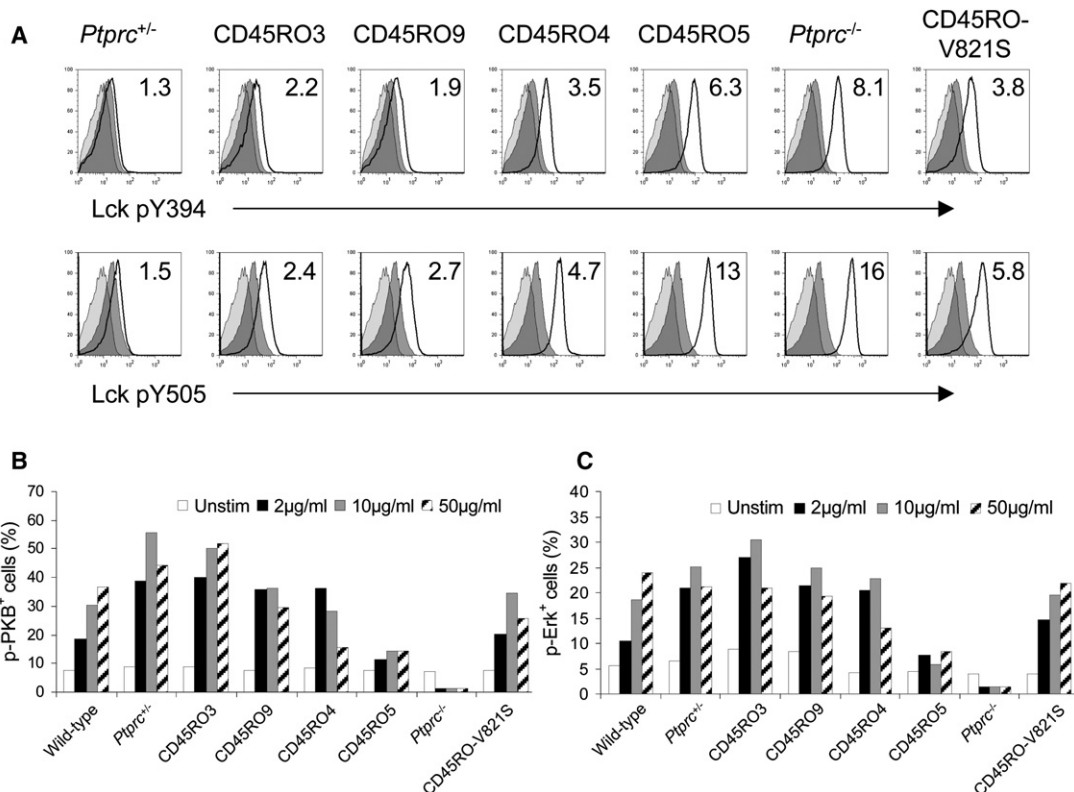 A
Ptprc+/- CD45RO3 CD45RO9 CD45RO4 CD45RO5 Ptprc-/- CD45RO-
V821S
1.3 2.2 1.9 3.5 6.3 8.1 3.8
Lck pY394
1.5 2.4 2.7 4.7 13 16 5.8
Lck pY505
B
70
60
50
40
30
20
10
0
p-PKB+ cells (%)
Unstim 2µg/ml 10µg/ml 50µg/ml
Wild-type
Ptprc+/-
CD45RO3
CD45RO9
CD45RO4
CD45RO5
Ptprc-/-
CD45RO-V821S
C
40
35
30
25
20
15
10
5
0
p-Erk+ cells (%)
Unstim 2µg/ml 10µg/ml 50µg/ml
Wild-type
Ptprc+/-
CD45RO3
CD45RO9
CD45RO4
CD45RO5
Ptprc-/-
CD45RO-V821S